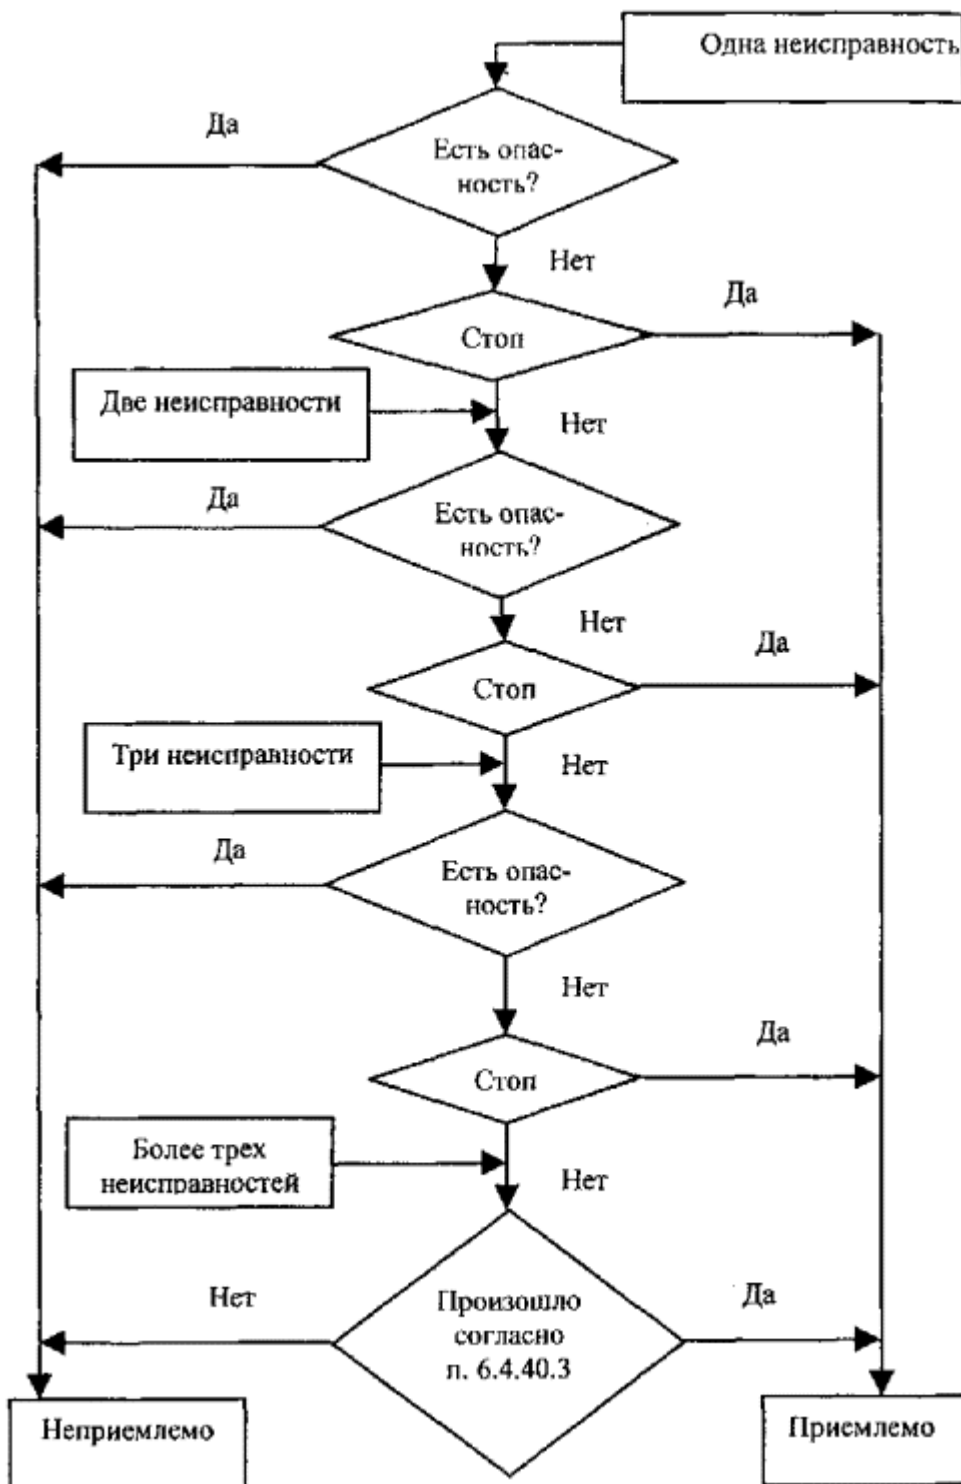 Одна неисправность
Да
Есть опас-
ность?
Нет
Да
Стоп
Две неисправности
Нет
Да
Есть опас-
ность?
Нет
Да
Стоп
Три неисправности
Нет
Да
Есть опас-
ность?
Нет
Да
Стоп
Более трех
неисправностей
Нет
Нет
Да
Произошло
согласно
п. 6.4.40.3
Неприемлемо
Приемлемо